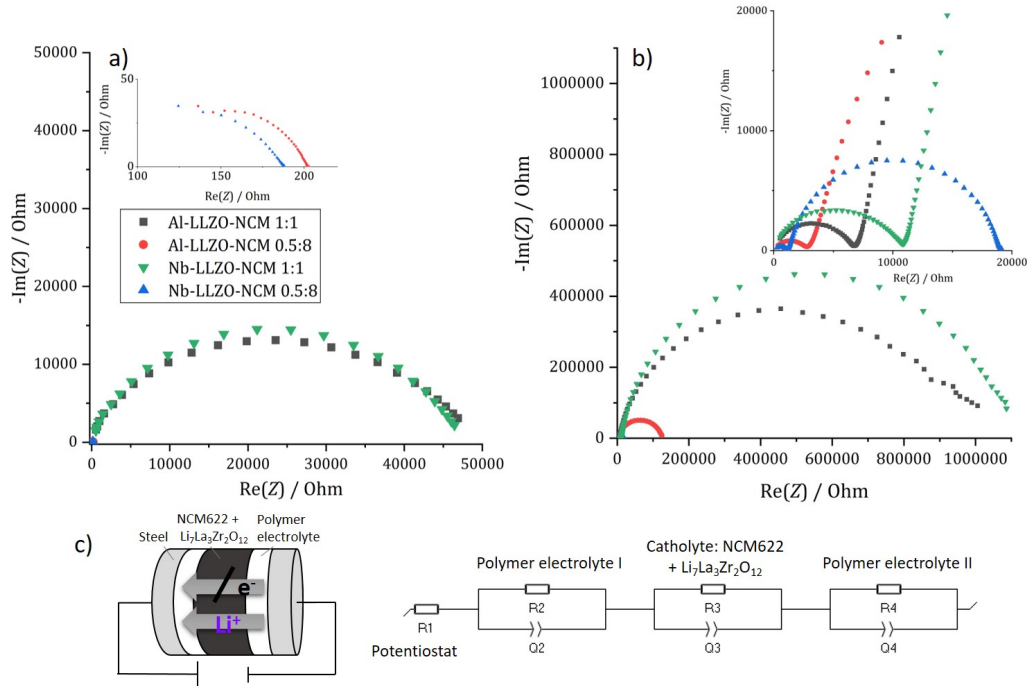 a)
50000
40000
30000
20000
10000
0
-Im(Z) / Ohm
0
10000
20000
30000
40000
50000
Re(Z) / Ohm
50
0
-Im(Z) / Ohm
100
150
200
Re(Z) / Ohm
Al-LLZO-NCM 1:1
Al-LLZO-NCM 0.5:8
Nb-LLZO-NCM 1:1
Nb-LLZO-NCM 0.5:8
b)
1000000
800000
600000
400000
200000
0
-Im(Z) / Ohm
0
200000
400000
600000
800000
1000000
Re(Z) / Ohm
20000
10000
0
-Im(Z) / Ohm
0
10000
20000
Re(Z) / Ohm
c)
Steel
NCM622 +
Li₇La₃Zr₂O₁₂
Polymer
electrolyte
e⁻
Li⁺
Potentiostat
R1
Polymer electrolyte I
R2
Q2
Catholyte: NCM622
+ Li₇La₃Zr₂O₁₂
R3
Q3
Polymer electrolyte II
R4
Q4